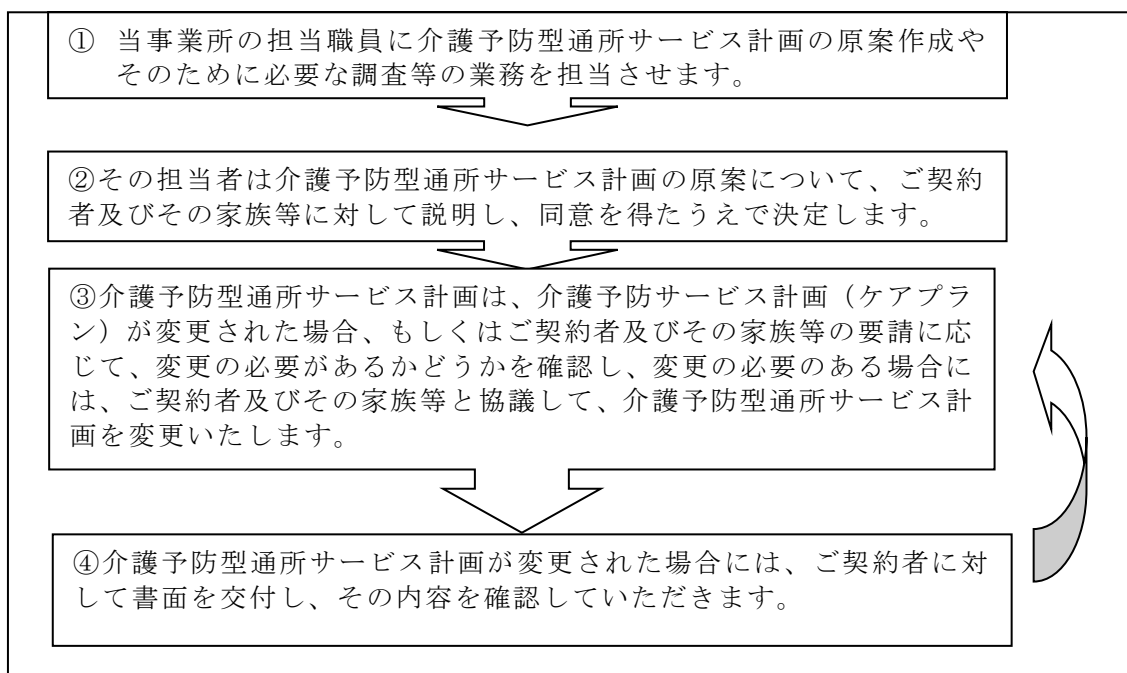 ① 当事業所の担当職員に介護予防型通所サービス計画の原案作成や
そのために必要な調査等の業務を担当させます。
②その担当者は介護予防型通所サービス計画の原案について、ご契約
者及びその家族等に対して説明し、同意を得たうえで決定します。
③介護予防型通所サービス計画は、介護予防サービス計画（ケアプラ
ン）が変更された場合、もしくはご契約者及びその家族等の要請に応
じて、変更の必要があるかどうかを確認し、変更の必要のある場合に
は、ご契約者及びその家族等と協議して、介護予防型通所サービス計
画を変更いたします。
④介護予防型通所サービス計画が変更された場合には、ご契約者に対
して書面を交付し、その内容を確認していただきます。